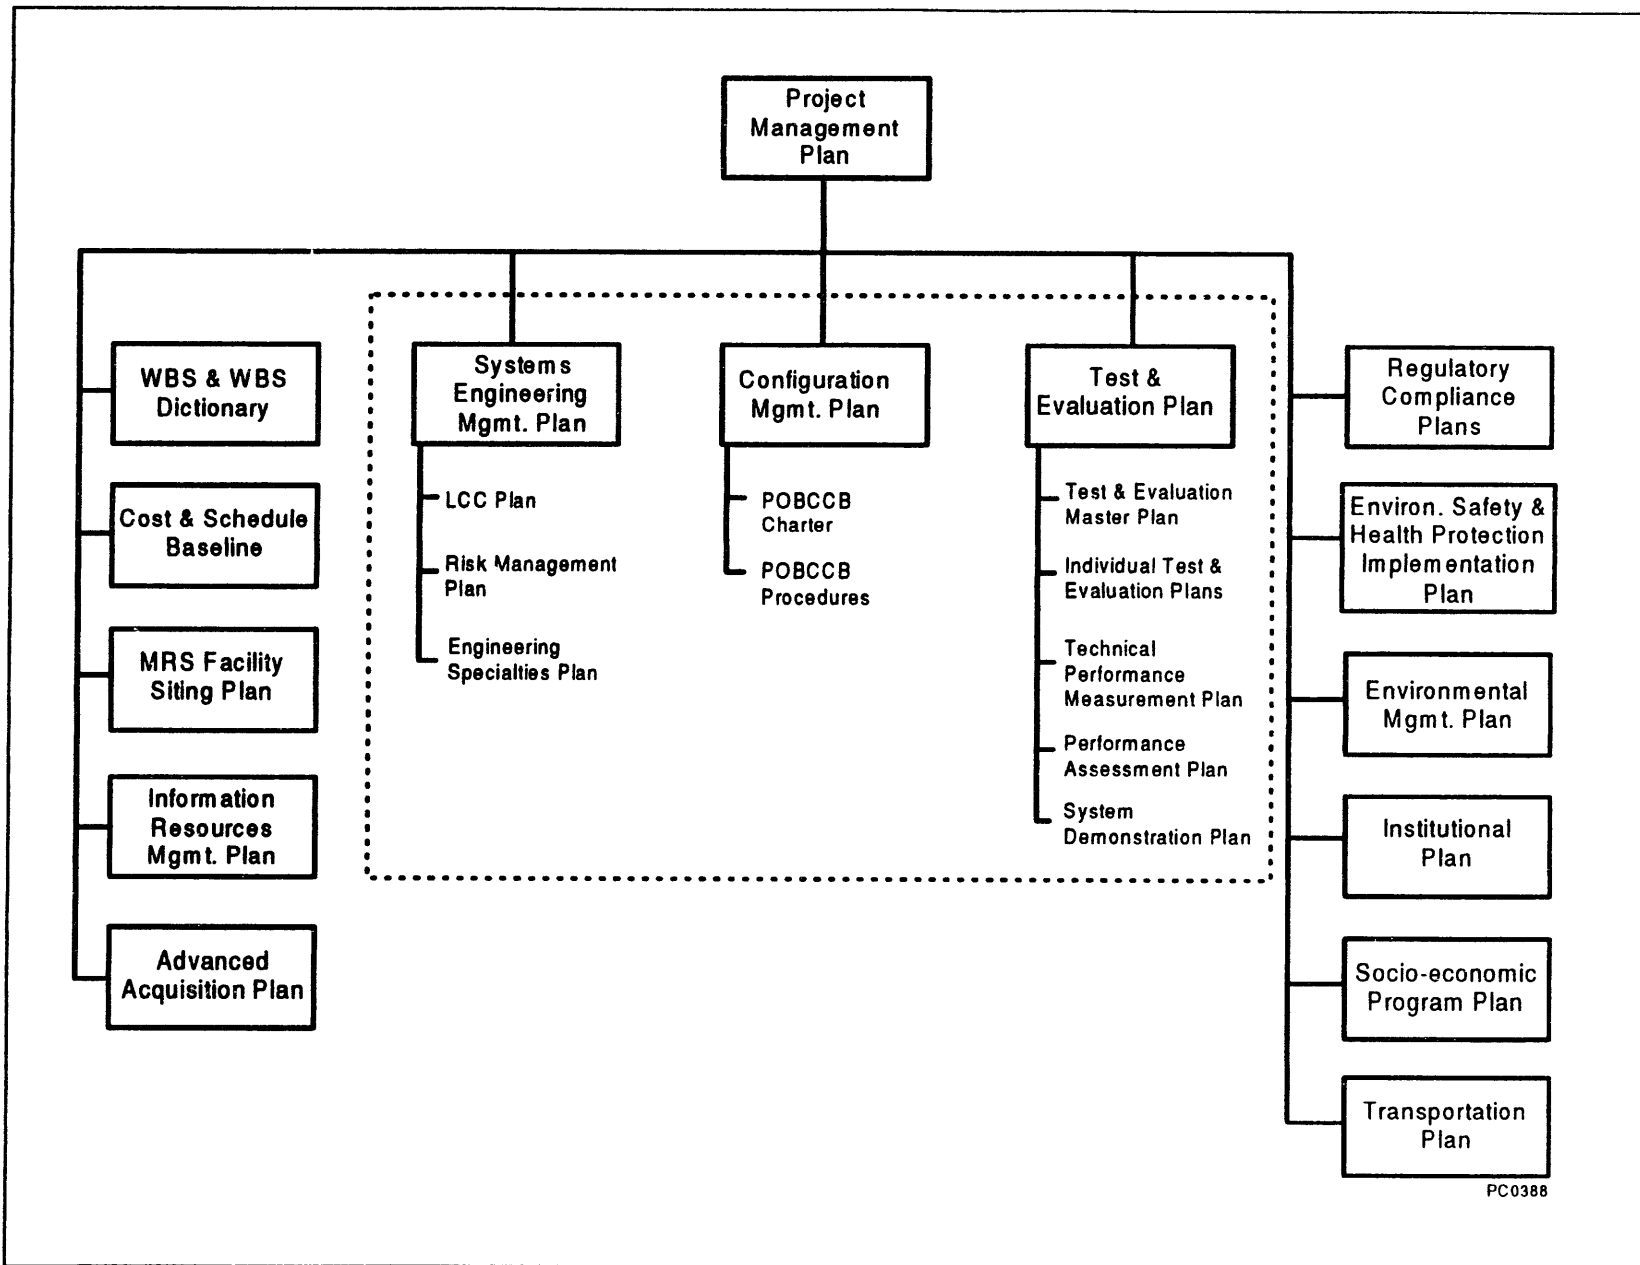 Project
Management
Plan
WBS & WBS
Dictionary
Cost & Schedule
Baseline
MRS Facility
Siting Plan
Information
Resources
Mgmt. Plan
Advanced
Acquisition Plan
Systems
Engineering
Mgmt. Plan
LCC Plan
Risk Management
Plan
Engineering
Specialties Plan
Configuration
Mgmt. Plan
POBCCB
Charter
POBCCB
Procedures
Test &
Evaluation Plan
Test & Evaluation
Master Plan
Individual Test &
Evaluation Plans
Technical
Performance
Measurement Plan
Performance
Assessment Plan
System
Demonstration Plan
Regulatory
Compliance
Plans
Environ. Safety &
Health Protection
Implementation
Plan
Environmental
Mgmt. Plan
Institutional
Plan
Socio-economic
Program Plan
Transportation
Plan
PC0388